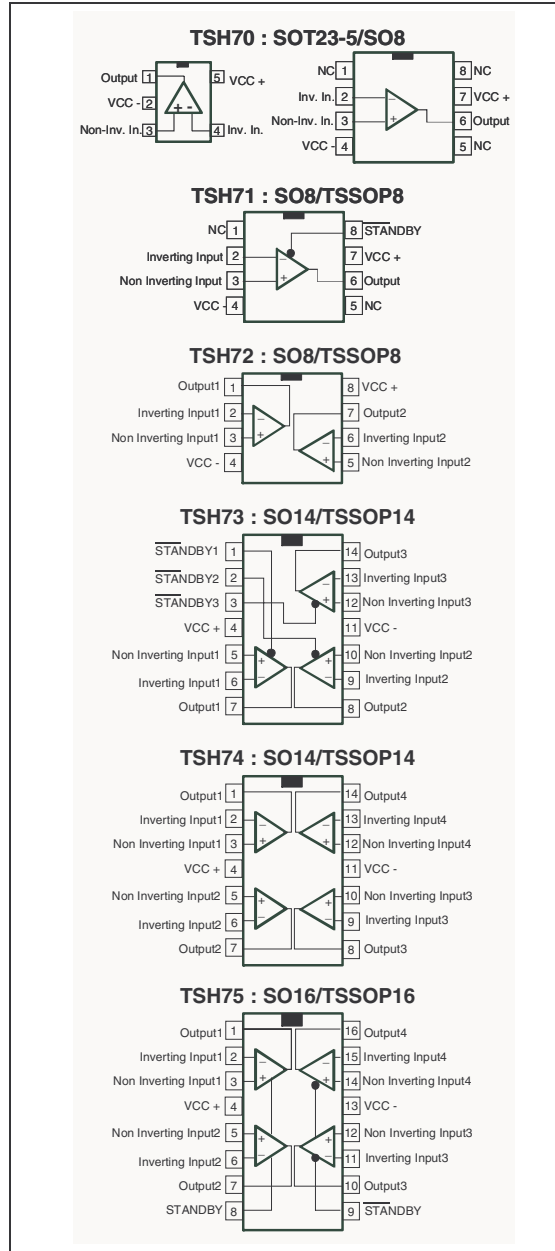 TSH70 : SOT23-5/SO8
Output 1
5 VCC +
VCC - 2
Non-Inv. In. 3
4 Inv. In.
+ -
NC 1
8 NC
Inv. In. 2
7 VCC +
Non-Inv. In. 3
6 Output
VCC - 4
5 NC
_
+
TSH71 : SO8/TSSOP8
NC 1
8 STANDBY
Inverting Input 2
7 VCC +
Non Inverting Input 3
6 Output
VCC - 4
5 NC
_
+
TSH72 : SO8/TSSOP8
Output1 1
8 VCC +
Inverting Input1 2
7 Output2
Non Inverting Input1 3
6 Inverting Input2
VCC - 4
5 Non Inverting Input2
_
+
_
+
TSH73 : SO14/TSSOP14
STANDBY1 1
14 Output3
STANDBY2 2
13 Inverting Input3
STANDBY3 3
12 Non Inverting Input3
VCC + 4
11 VCC -
Non Inverting Input1 5
10 Non Inverting Input2
Inverting Input1 6
9 Inverting Input2
Output1 7
8 Output2
_
+
+
_
+
_
TSH74 : SO14/TSSOP14
Output1 1
14 Output4
Inverting Input1 2
13 Inverting Input4
Non Inverting Input1 3
12 Non Inverting Input4
VCC + 4
11 VCC -
Non Inverting Input2 5
10 Non Inverting Input3
Inverting Input2 6
9 Inverting Input3
Output2 7
8 Output3
_
+
_
+
+
_
+
_
TSH75 : SO16/TSSOP16
Output1 1
16 Output4
Inverting Input1 2
15 Inverting Input4
Non Inverting Input1 3
14 Non Inverting Input4
VCC + 4
13 VCC -
Non Inverting Input2 5
12 Non Inverting Input3
Inverting Input2 6
11 Inverting Input3
Output2 7
10 Output3
STANDBY 8
9 STANDBY
_
+
_
+
+
_
+
_